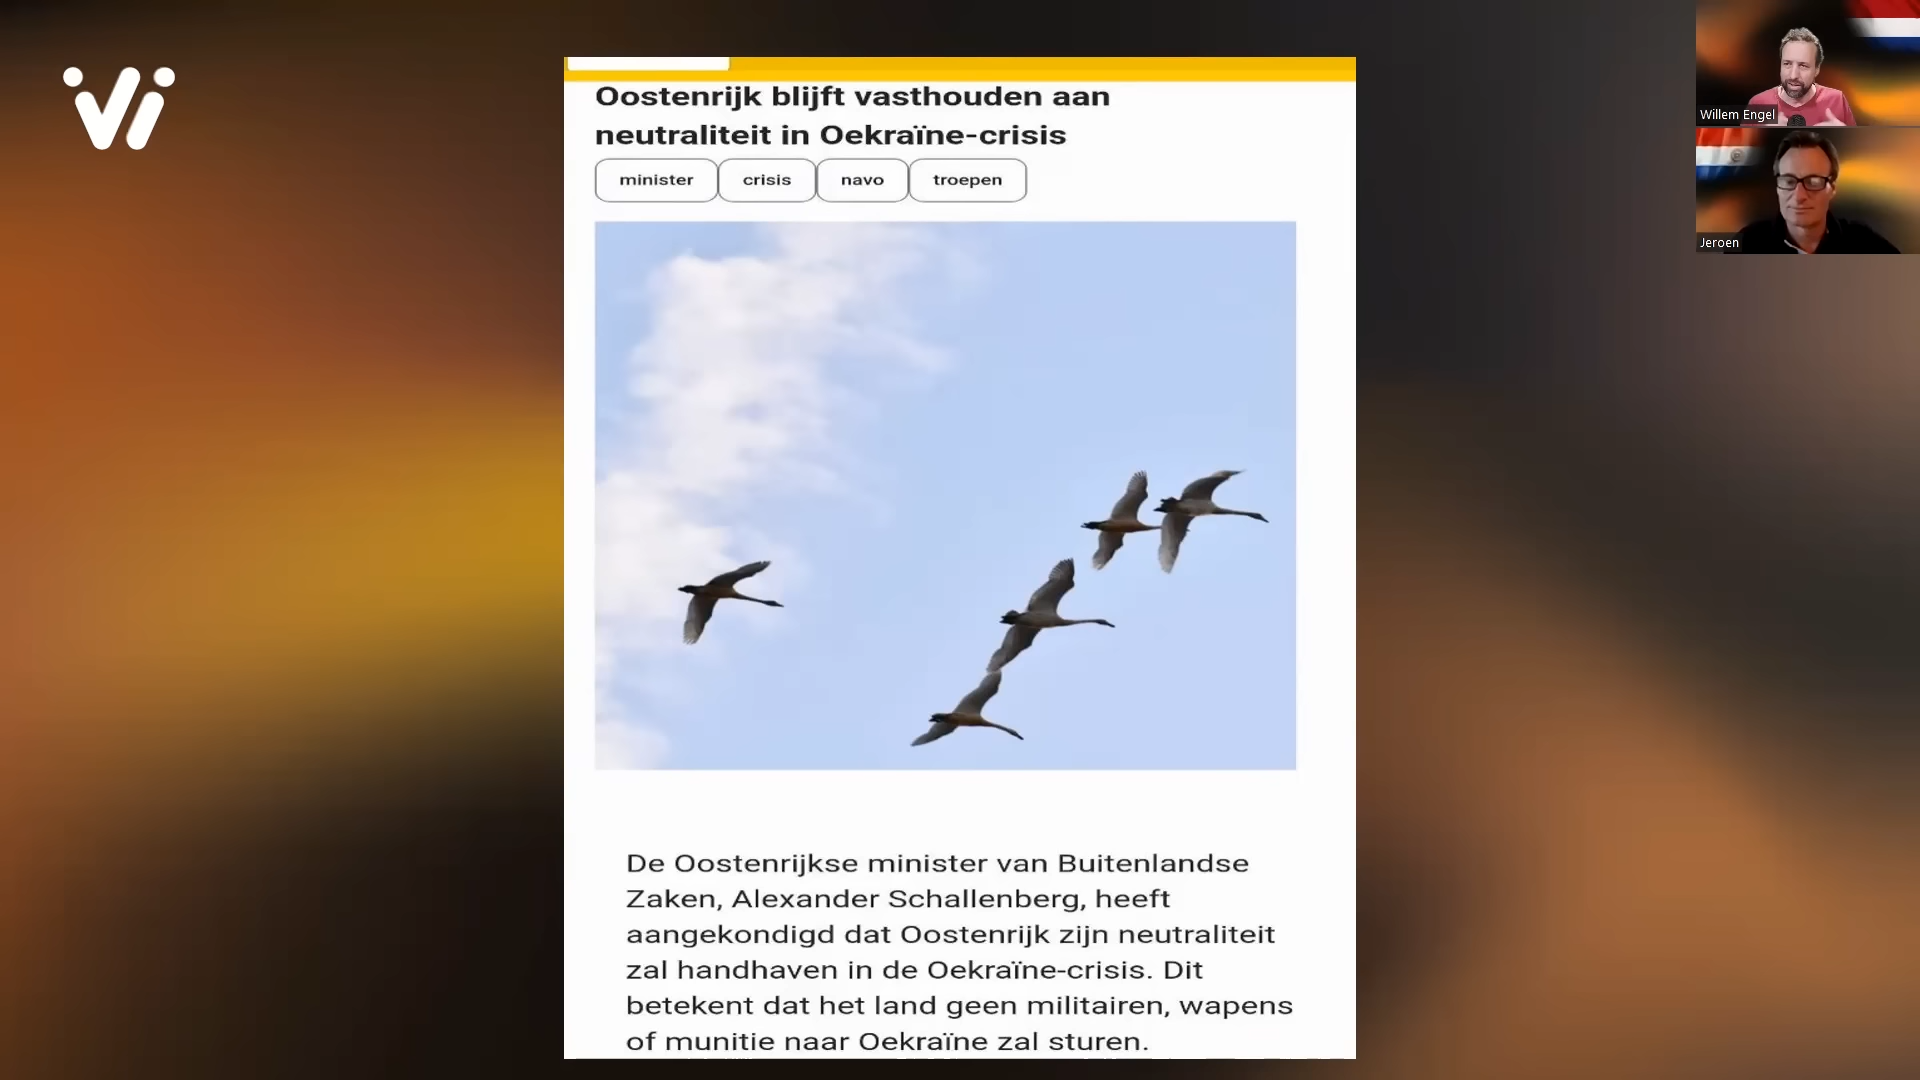 Vi
Oostenrijk blijft vasthouden aan
neutraliteit in Oekraïne-crisis
minister crisis navo troepen
De Oostenrijkse minister van Buitenlandse
Zaken, Alexander Schallenberg, heeft
aangekondigd dat Oostenrijk zijn neutraliteit
zal handhaven in de Oekraïne-crisis. Dit
betekent dat het land geen militairen, wapens
of munitie naar Oekraïne zal sturen.
Willem Engel
Jeroen